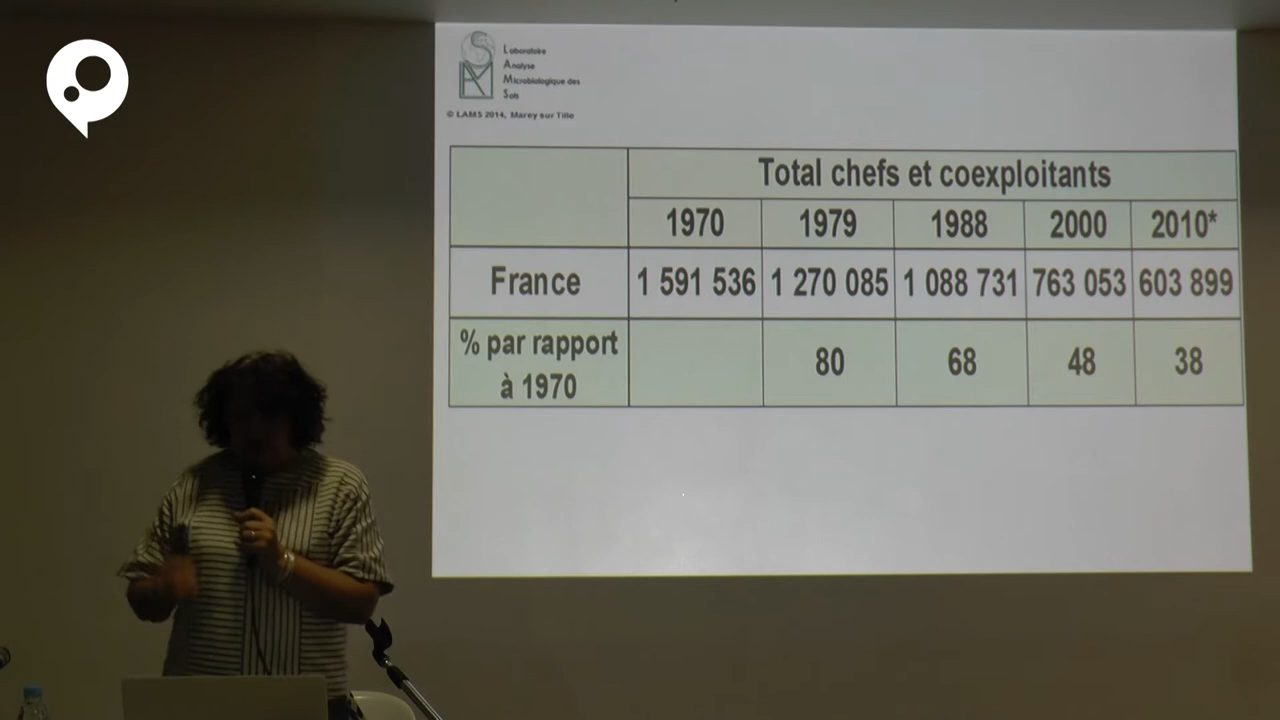 Laboratoire
Analyse
Microbiologique des
Sols
© LAMS 2014, Marey sur Tille
Total chefs et coexploitants
1970 1979 1988 2000 2010*
France 1 591 536 1 270 085 1 088 731 763 053 603 899
% par rapport
à 1970 80 68 48 38